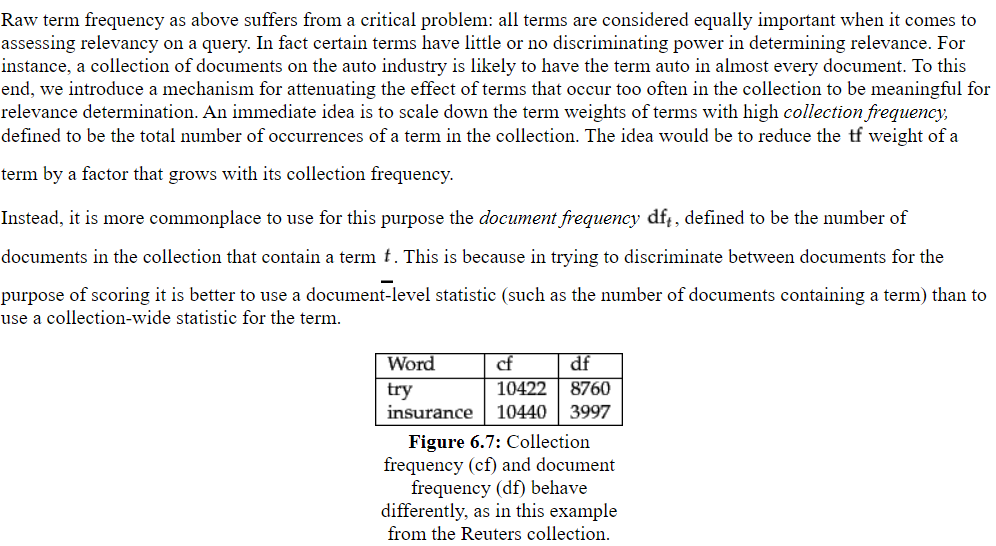 Raw term frequency as above suffers from a critical problem: all terms are considered equally important when it comes to
assessing relevancy on a query. In fact certain terms have little or no discriminating power in determining relevance. For
instance, a collection of documents on the auto industry is likely to have the term auto in almost every document. To this
end, we introduce a mechanism for attenuating the effect of terms that occur too often in the collection to be meaningful for
relevance determination. An immediate idea is to scale down the term weights of terms with high collection frequency,
defined to be the total number of occurrences of a term in the collection. The idea would be to reduce the tf weight of a
term by a factor that grows with its collection frequency.
Instead, it is more commonplace to use for this purpose the document frequency df_t, defined to be the number of
documents in the collection that contain a term t. This is because in trying to discriminate between documents for the
purpose of scoring it is better to use a document-level statistic (such as the number of documents containing a term) than to
use a collection-wide statistic for the term.
Word cf df
try 10422 8760
insurance 10440 3997
Figure 6.7: Collection
frequency (cf) and document
frequency (df) behave
differently, as in this example
from the Reuters collection.